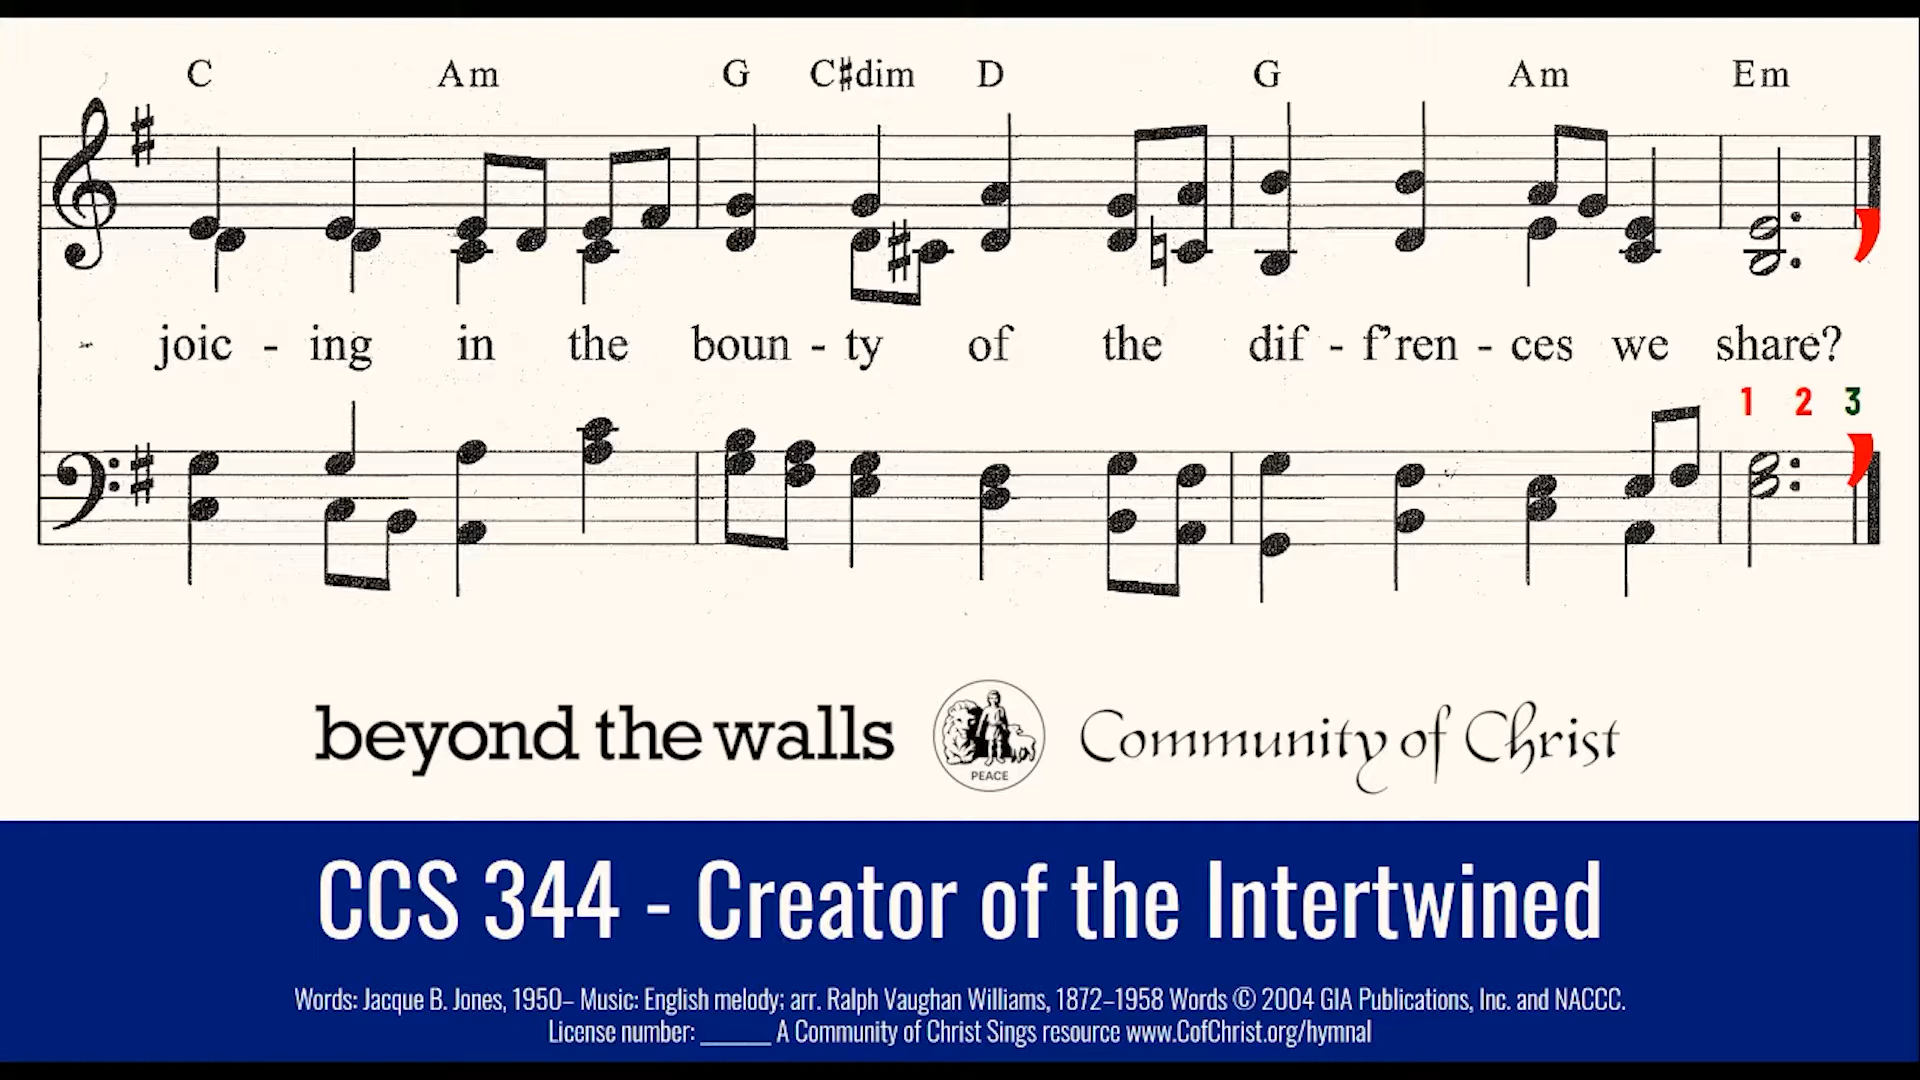 C Am G C♯dim D G Am Em
- joic - ing in the boun - ty of the dif - f’ren - ces we share?
1 2 3
beyond the walls PEACE Community of Christ
CCS 344 - Creator of the Intertwined
Words: Jacque B. Jones, 1950– Music: English melody; arr. Ralph Vaughan Williams, 1872–1958 Words © 2004 GIA Publications, Inc. and NACCC.
License number: ______ A Community of Christ Sings resource www.CofChrist.org/hymnal